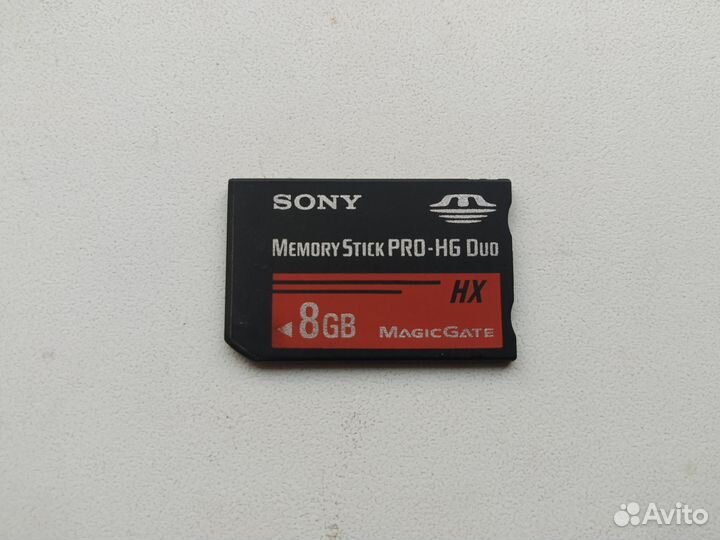 SONY
MEMORY STICK PRO-HG DUO
HX
8GB MAGICGATE
Avito